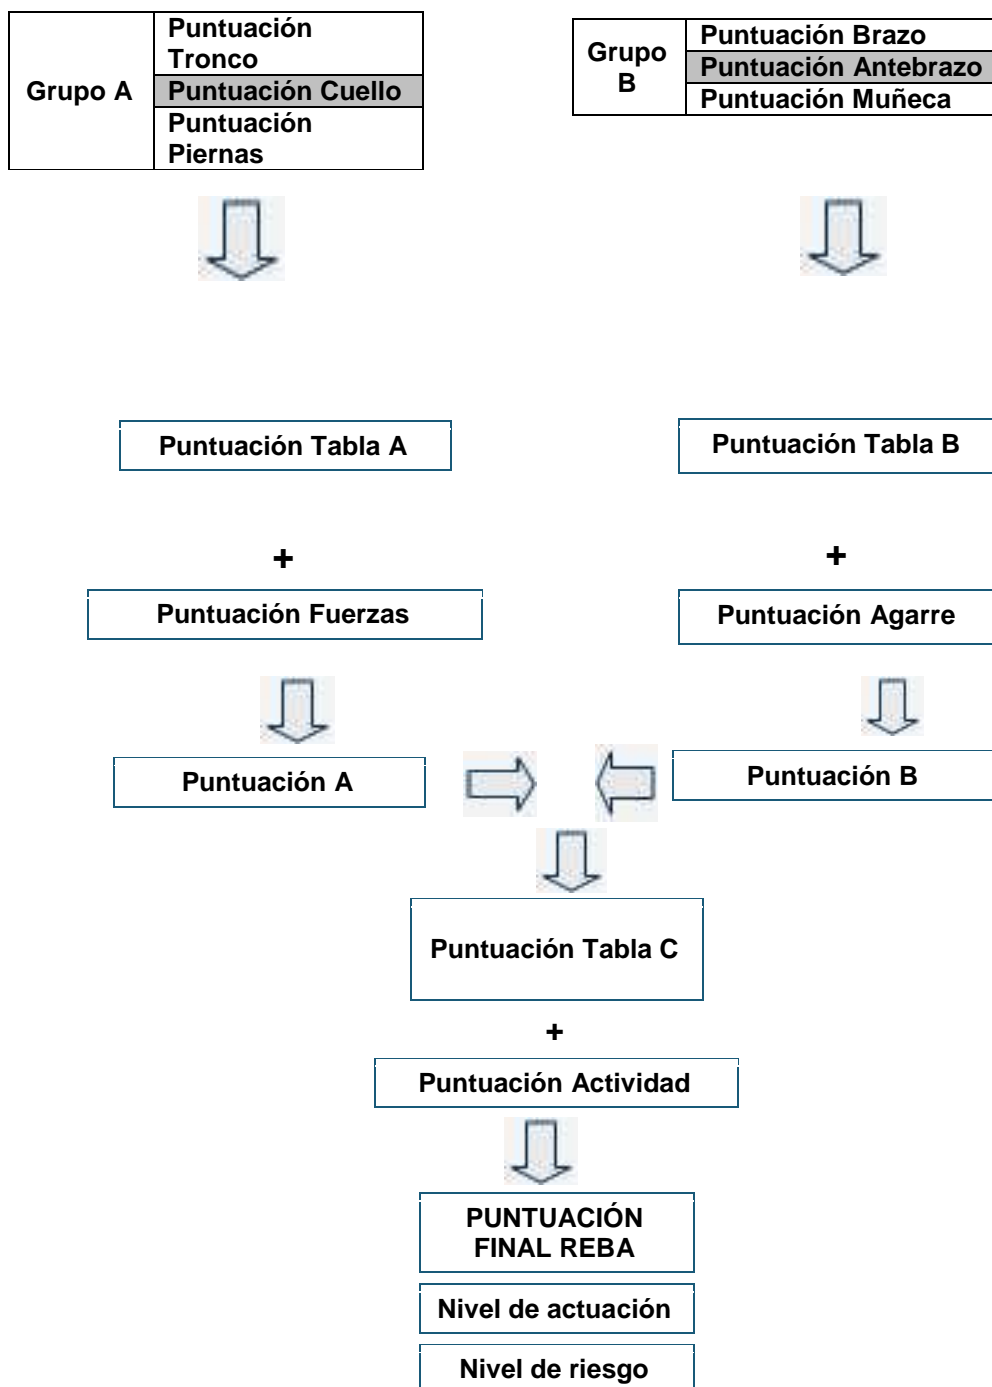 Grupo A
Puntuación
Tronco
Puntuación Cuello
Puntuación
Piernas
Grupo
B
Puntuación Brazo
Puntuación Antebrazo
Puntuación Muñeca
Puntuación Tabla A
Puntuación Tabla B
+
+
Puntuación Fuerzas
Puntuación Agarre
Puntuación A
Puntuación B
Puntuación Tabla C
+
Puntuación Actividad
PUNTUACIÓN
FINAL REBA
Nivel de actuación
Nivel de riesgo